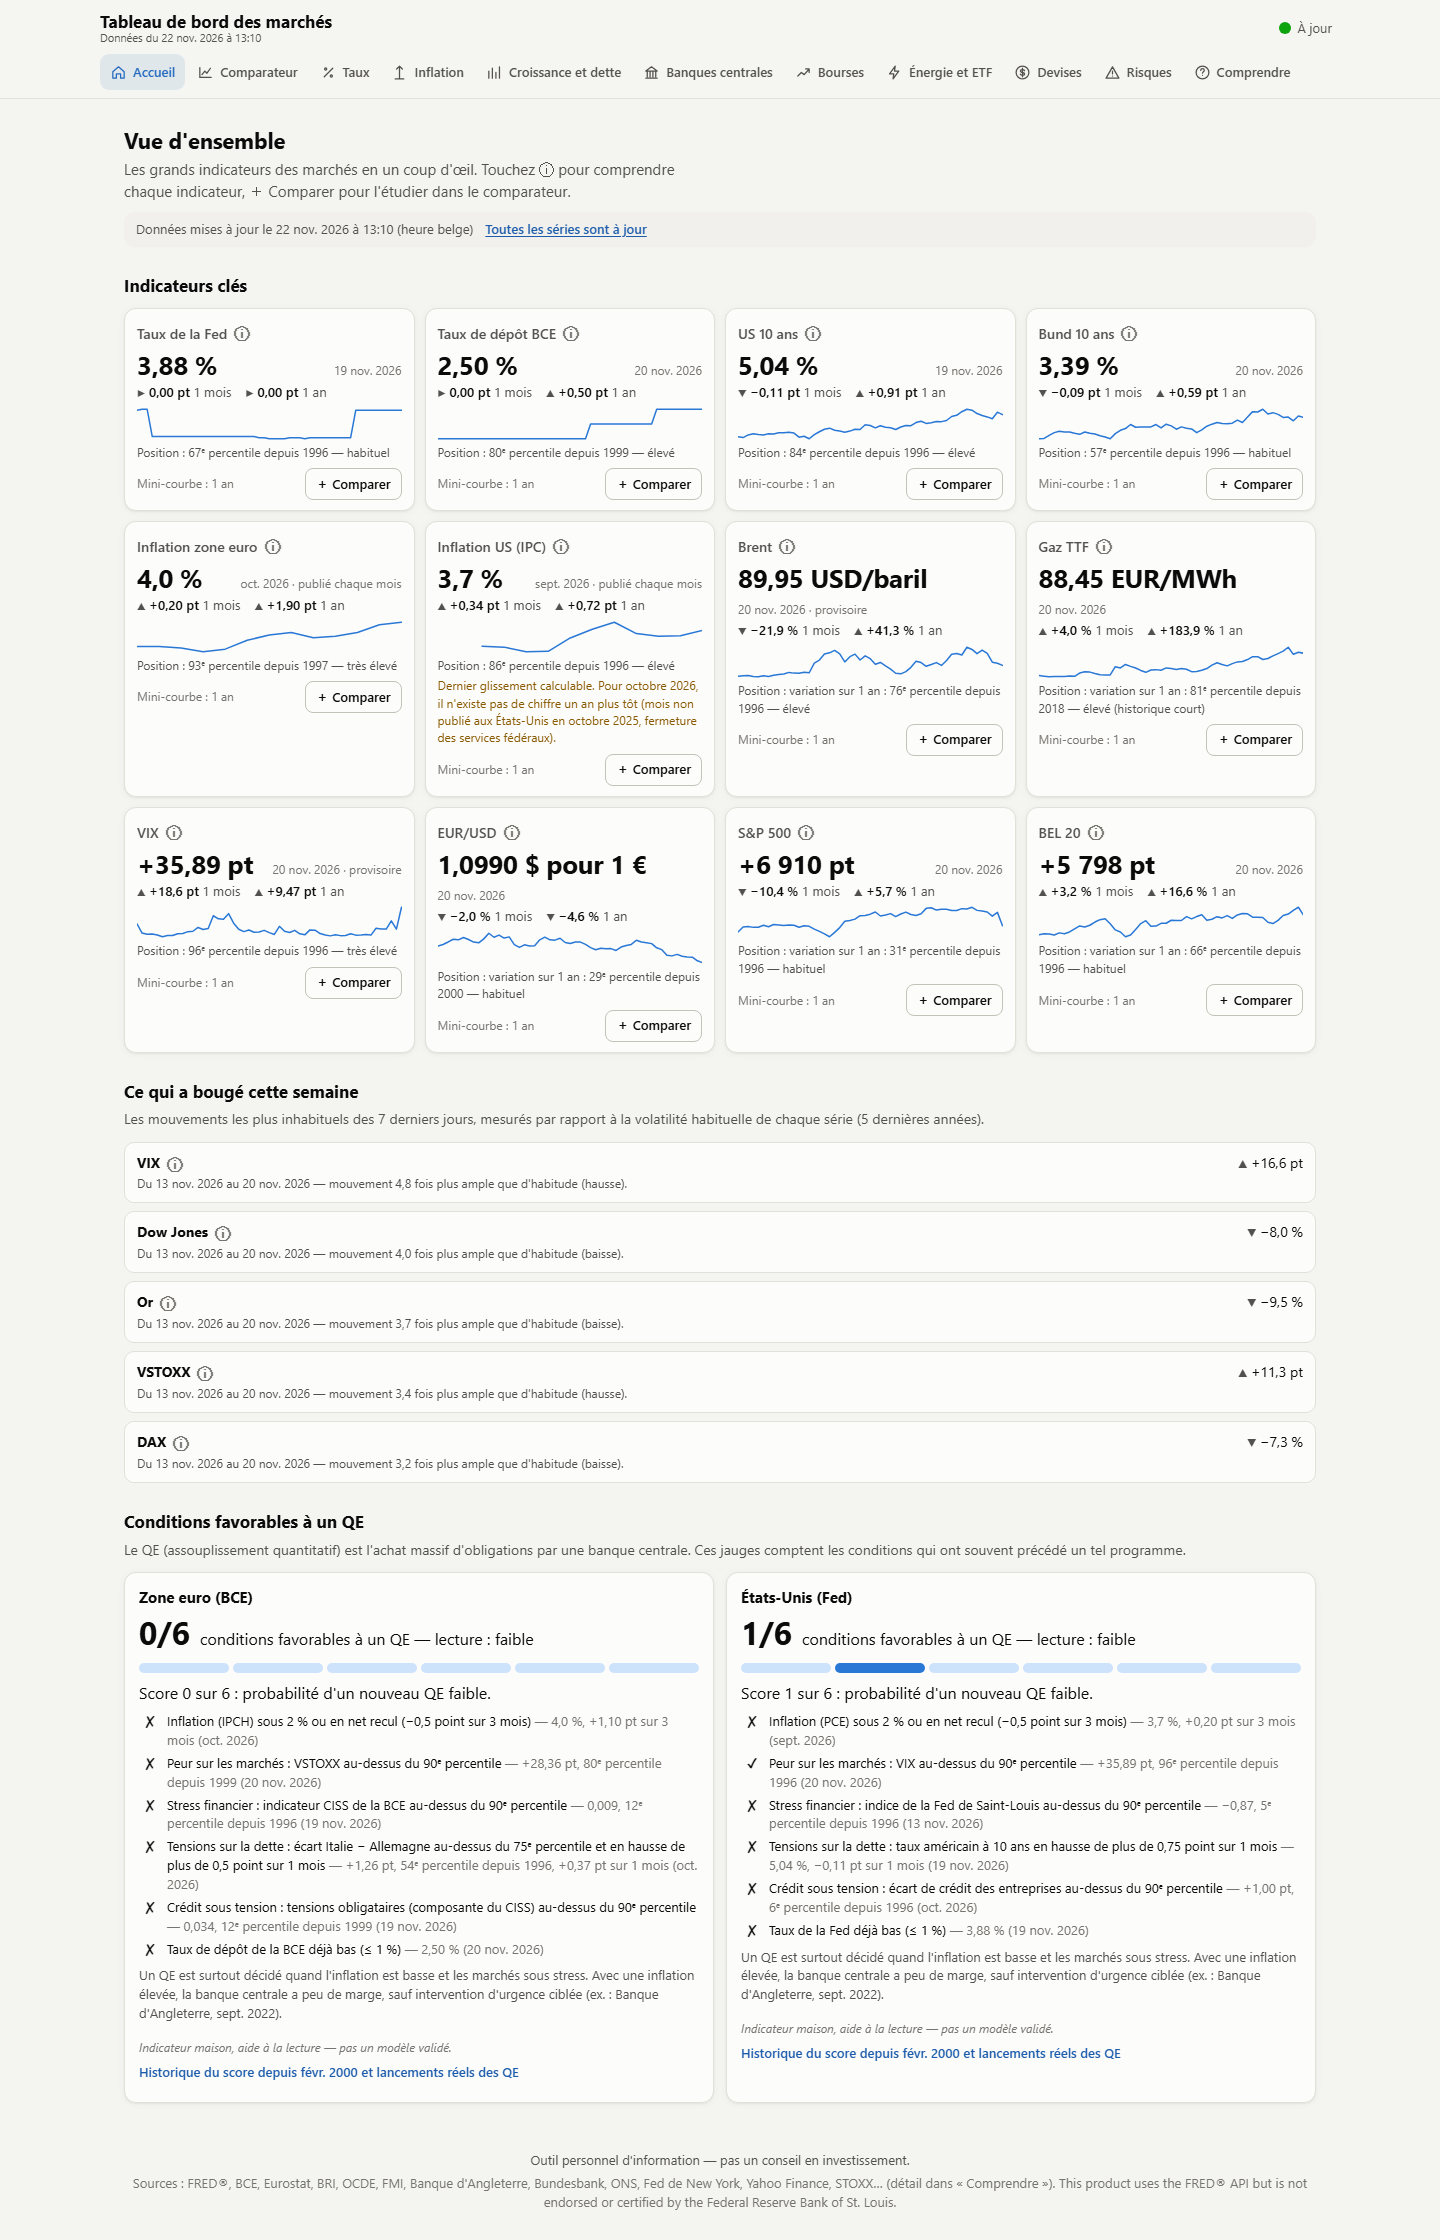 Tableau de bord des marchés
Données du 22 nov. 2026 à 13:10
À jour
Accueil Comparateur Taux Inflation Croissance et dette Banques centrales Bourses Énergie et ETF Devises Risques Comprendre
Vue d'ensemble
Les grands indicateurs des marchés en un coup d'œil. Touchez ⓘ pour comprendre
chaque indicateur, + Comparer pour l'étudier dans le comparateur.
Données mises à jour le 22 nov. 2026 à 13:10 (heure belge) Toutes les séries sont à jour
Indicateurs clés
Taux de la Fed
3,88 % 19 nov. 2026
▸ 0,00 pt 1 mois ▸ 0,00 pt 1 an
Position : 67ᵉ percentile depuis 1996 — habituel
Mini-courbe : 1 an + Comparer
Taux de dépôt BCE
2,50 % 20 nov. 2026
▸ 0,00 pt 1 mois ▲ +0,50 pt 1 an
Position : 80ᵉ percentile depuis 1999 — élevé
Mini-courbe : 1 an + Comparer
US 10 ans
5,04 % 19 nov. 2026
▼ −0,11 pt 1 mois ▲ +0,91 pt 1 an
Position : 84ᵉ percentile depuis 1996 — élevé
Mini-courbe : 1 an + Comparer
Bund 10 ans
3,39 % 20 nov. 2026
▼ −0,09 pt 1 mois ▲ +0,59 pt 1 an
Position : 57ᵉ percentile depuis 1996 — habituel
Mini-courbe : 1 an + Comparer
Inflation zone euro
4,0 % oct. 2026 · publié chaque mois
▲ +0,20 pt 1 mois ▲ +1,90 pt 1 an
Position : 93ᵉ percentile depuis 1997 — très élevé
Mini-courbe : 1 an + Comparer
Inflation US (IPC)
3,7 % sept. 2026 · publié chaque mois
▲ +0,34 pt 1 mois ▲ +0,72 pt 1 an
Position : 86ᵉ percentile depuis 1996 — élevé
Dernier glissement calculable. Pour octobre 2026,
il n'existe pas de chiffre un an plus tôt (mois non
publié aux États-Unis en octobre 2025, fermeture
des services fédéraux).
Mini-courbe : 1 an + Comparer
Brent
89,95 USD/baril
20 nov. 2026 · provisoire
▼ −21,9 % 1 mois ▲ +41,3 % 1 an
Position : variation sur 1 an : 76ᵉ percentile depuis
1996 — élevé
Mini-courbe : 1 an + Comparer
Gaz TTF
88,45 EUR/MWh
20 nov. 2026
▲ +4,0 % 1 mois ▲ +183,9 % 1 an
Position : variation sur 1 an : 81ᵉ percentile depuis
2018 — élevé (historique court)
Mini-courbe : 1 an + Comparer
VIX
+35,89 pt 20 nov. 2026 · provisoire
▲ +18,6 pt 1 mois ▲ +9,47 pt 1 an
Position : 96ᵉ percentile depuis 1996 — très élevé
Mini-courbe : 1 an + Comparer
EUR/USD
1,0990 $ pour 1 €
20 nov. 2026
▼ −2,0 % 1 mois ▼ −4,6 % 1 an
Position : variation sur 1 an : 29ᵉ percentile depuis
2000 — habituel
Mini-courbe : 1 an + Comparer
S&P 500
+6 910 pt 20 nov. 2026
▼ −10,4 % 1 mois ▲ +5,7 % 1 an
Position : variation sur 1 an : 31ᵉ percentile depuis
1996 — habituel
Mini-courbe : 1 an + Comparer
BEL 20
+5 798 pt 20 nov. 2026
▲ +3,2 % 1 mois ▲ +16,6 % 1 an
Position : variation sur 1 an : 66ᵉ percentile depuis
1996 — habituel
Mini-courbe : 1 an + Comparer
Ce qui a bougé cette semaine
Les mouvements les plus inhabituels des 7 derniers jours, mesurés par rapport à la volatilité habituelle de chaque série (5 dernières années).
VIX ▲ +16,6 pt
Du 13 nov. 2026 au 20 nov. 2026 — mouvement 4,8 fois plus ample que d'habitude (hausse).
Dow Jones ▼ −8,0 %
Du 13 nov. 2026 au 20 nov. 2026 — mouvement 4,0 fois plus ample que d'habitude (baisse).
Or ▼ −9,5 %
Du 13 nov. 2026 au 20 nov. 2026 — mouvement 3,7 fois plus ample que d'habitude (baisse).
VSTOXX ▲ +11,3 pt
Du 13 nov. 2026 au 20 nov. 2026 — mouvement 3,4 fois plus ample que d'habitude (hausse).
DAX ▼ −7,3 %
Du 13 nov. 2026 au 20 nov. 2026 — mouvement 3,2 fois plus ample que d'habitude (baisse).
Conditions favorables à un QE
Le QE (assouplissement quantitatif) est l'achat massif d'obligations par une banque centrale. Ces jauges comptent les conditions qui ont souvent précédé un tel programme.
Zone euro (BCE)
0/6 conditions favorables à un QE — lecture : faible
Score 0 sur 6 : probabilité d'un nouveau QE faible.
✗ Inflation (IPCH) sous 2 % ou en net recul (−0,5 point sur 3 mois) — 4,0 %, +1,10 pt sur 3
mois (oct. 2026)
✗ Peur sur les marchés : VSTOXX au-dessus du 90ᵉ percentile — +28,36 pt, 80ᵉ percentile
depuis 1999 (20 nov. 2026)
✗ Stress financier : indicateur CISS de la BCE au-dessus du 90ᵉ percentile — 0,009, 12ᵉ
percentile depuis 1996 (19 nov. 2026)
✗ Tensions sur la dette : écart Italie − Allemagne au-dessus du 75ᵉ percentile et en hausse de
plus de 0,5 point sur 1 mois — +1,26 pt, 54ᵉ percentile depuis 1996, +0,37 pt sur 1 mois (oct.
2026)
✗ Crédit sous tension : tensions obligataires (composante du CISS) au-dessus du 90ᵉ percentile
— 0,034, 12ᵉ percentile depuis 1999 (19 nov. 2026)
✗ Taux de dépôt de la BCE déjà bas (≤ 1 %) — 2,50 % (20 nov. 2026)
Un QE est surtout décidé quand l'inflation est basse et les marchés sous stress. Avec une inflation
élevée, la banque centrale a peu de marge, sauf intervention d'urgence ciblée (ex. : Banque
d'Angleterre, sept. 2022).
Indicateur maison, aide à la lecture — pas un modèle validé.
Historique du score depuis févr. 2000 et lancements réels des QE
États-Unis (Fed)
1/6 conditions favorables à un QE — lecture : faible
Score 1 sur 6 : probabilité d'un nouveau QE faible.
✗ Inflation (PCE) sous 2 % ou en net recul (−0,5 point sur 3 mois) — 3,7 %, +0,20 pt sur 3 mois
(sept. 2026)
✓ Peur sur les marchés : VIX au-dessus du 90ᵉ percentile — +35,89 pt, 96ᵉ percentile depuis
1996 (20 nov. 2026)
✗ Stress financier : indice de la Fed de Saint-Louis au-dessus du 90ᵉ percentile — −0,87, 5ᵉ
percentile depuis 1996 (13 nov. 2026)
✗ Tensions sur la dette : taux américain à 10 ans en hausse de plus de 0,75 point sur 1 mois —
5,04 %, −0,11 pt sur 1 mois (19 nov. 2026)
✗ Crédit sous tension : écart de crédit des entreprises au-dessus du 90ᵉ percentile — +1,00 pt,
6ᵉ percentile depuis 1996 (oct. 2026)
✗ Taux de la Fed déjà bas (≤ 1 %) — 3,88 % (19 nov. 2026)
Un QE est surtout décidé quand l'inflation est basse et les marchés sous stress. Avec une inflation
élevée, la banque centrale a peu de marge, sauf intervention d'urgence ciblée (ex. : Banque
d'Angleterre, sept. 2022).
Indicateur maison, aide à la lecture — pas un modèle validé.
Historique du score depuis févr. 2000 et lancements réels des QE
Outil personnel d'information — pas un conseil en investissement.
Sources : FRED®, BCE, Eurostat, BRI, OCDE, FMI, Banque d'Angleterre, Bundesbank, ONS, Fed de New York, Yahoo Finance, STOXX… (détail dans « Comprendre »). This product uses the FRED® API but is not
endorsed or certified by the Federal Reserve Bank of St. Louis.